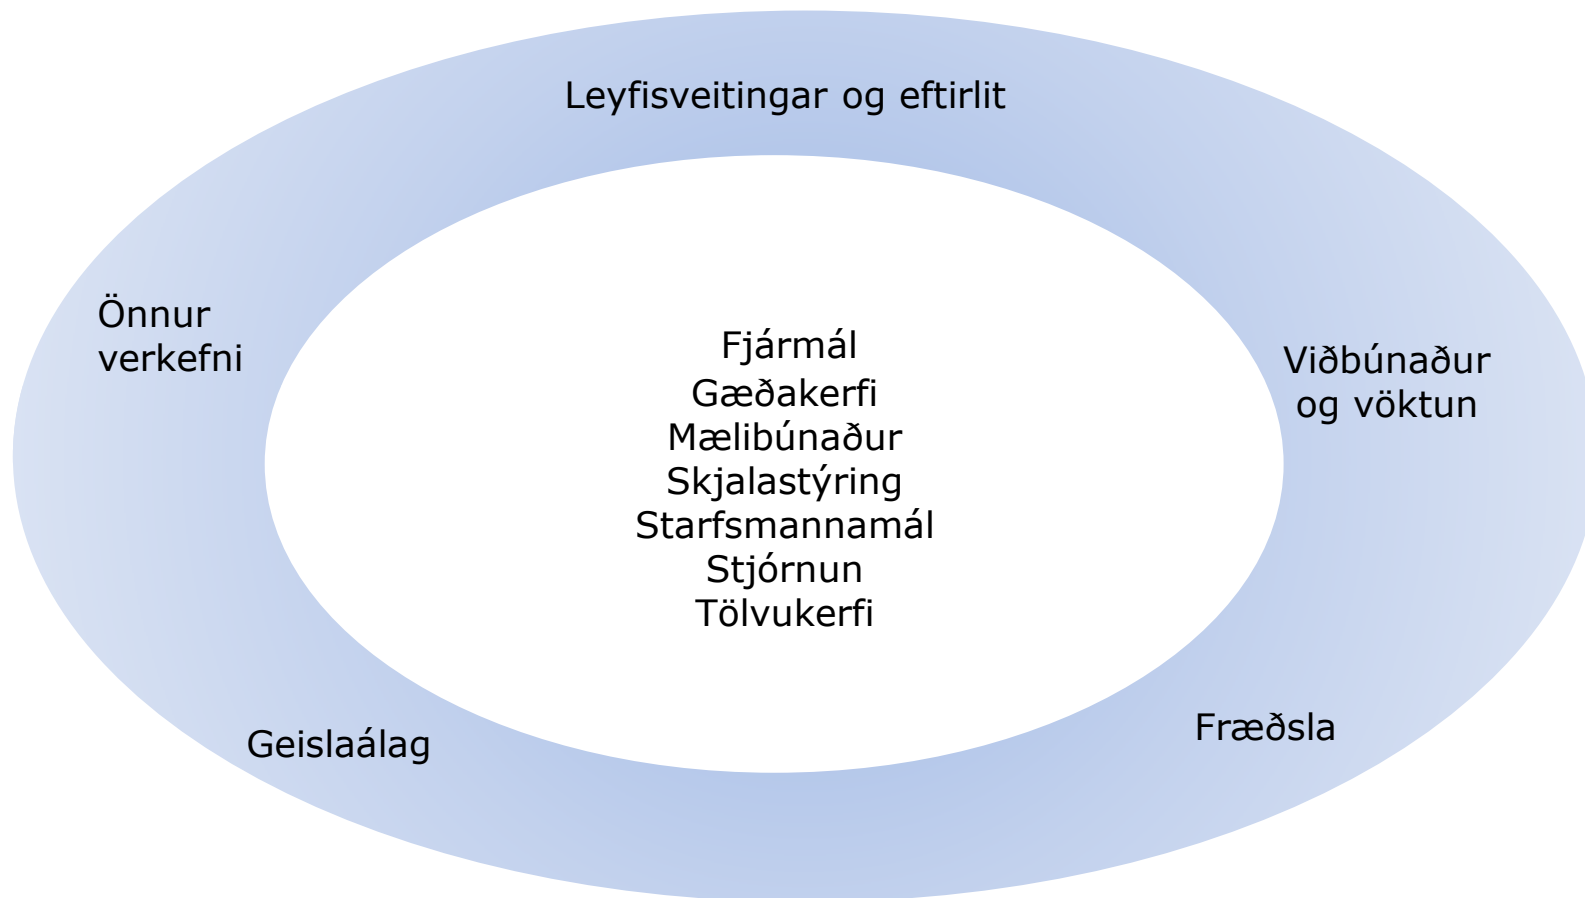 Leyfisveitingar og eftirlit
Önnur
verkefni
Fjármál
Gæðakerfi
Mælibúnaður
Skjalastýring
Starfsmannamál
Stjórnun
Tölvukerfi
Viðbúnaður
og vöktun
Geislaálag
Fræðsla